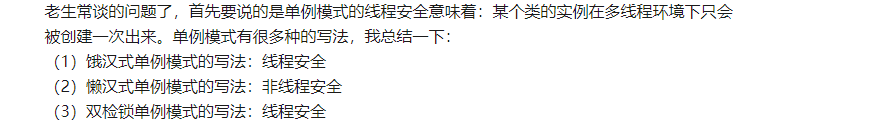 老生常谈的问题了，首先要说的是单例模式的线程安全意味着：某个类的实例在多线程环境下只会
被创建一次出来。单例模式有很多种的写法，我总结一下：
（1）饿汉式单例模式的写法：线程安全
（2）懒汉式单例模式的写法：非线程安全
（3）双检锁单例模式的写法：线程安全